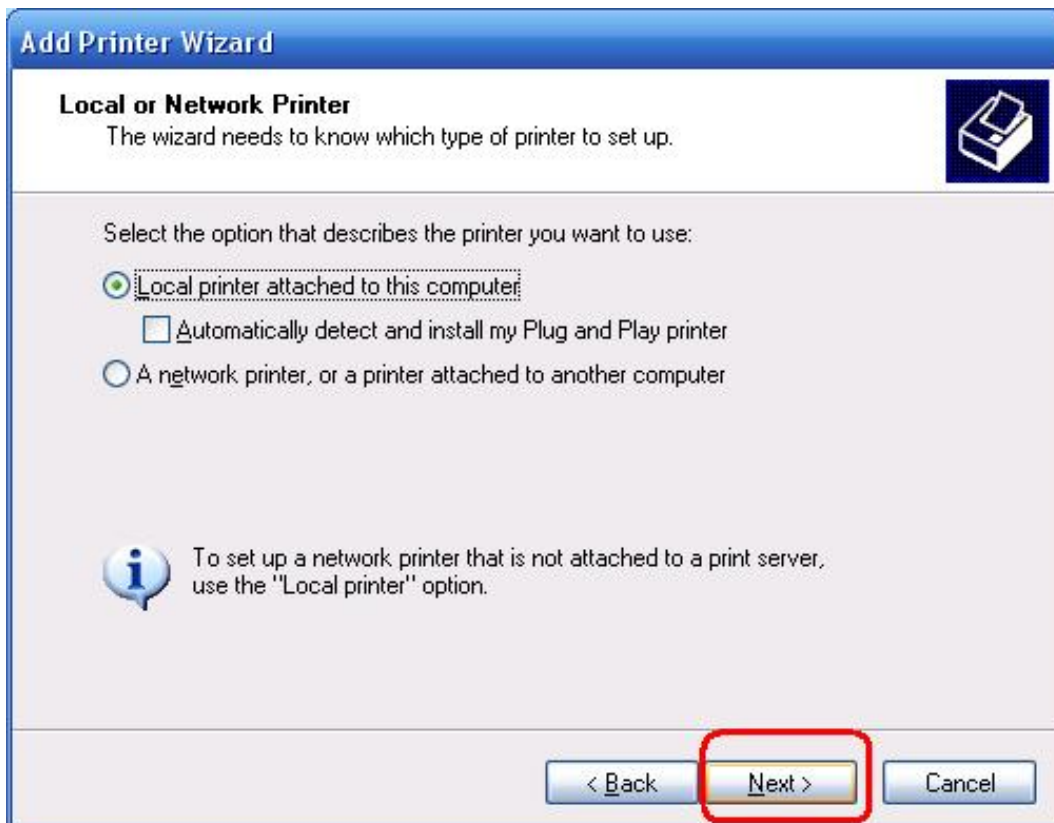 Add Printer Wizard
Local or Network Printer
The wizard needs to know which type of printer to set up.
Select the option that describes the printer you want to use:
Local printer attached to this computer
Automatically detect and install my Plug and Play printer
A network printer, or a printer attached to another computer
To set up a network printer that is not attached to a print server,
use the "Local printer" option.
< Back Next > Cancel